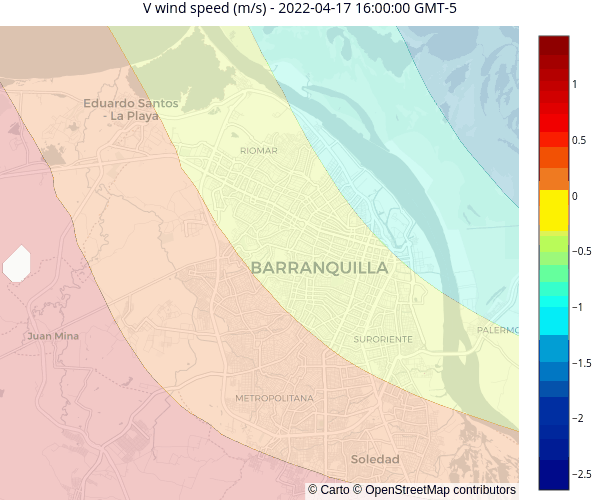 V wind speed (m/s) - 2022-04-17 16:00:00 GMT-5
Eduardo Santos
- La Playa
RIOMAR
BARRANQUILLA
Juan Mina
SURORIENTE
PALERMO
METROPOLITANA
Soledad
© Carto © OpenStreetMap contributors
1
0.5
0
−0.5
−1
−1.5
−2
−2.5